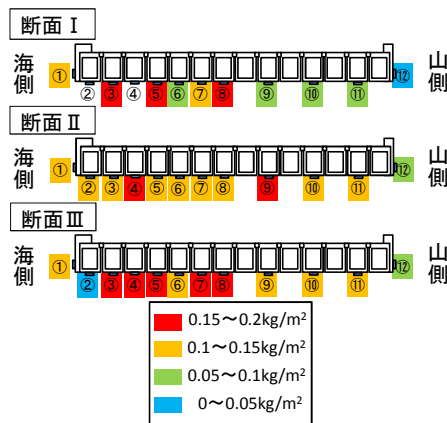 断面Ⅰ
海側 ① ② ③ ④ ⑤ ⑥ ⑦ ⑧ ⑨ ⑩ ⑪ ⑫ 山側
断面Ⅱ
海側 ① ② ③ ④ ⑤ ⑥ ⑦ ⑧ ⑨ ⑩ ⑪ ⑫ 山側
断面Ⅲ
海側 ① ② ③ ④ ⑤ ⑥ ⑦ ⑧ ⑨ ⑩ ⑪ ⑫ 山側
0.15～0.2kg/m²
0.1～0.15kg/m²
0.05～0.1kg/m²
0～0.05kg/m²